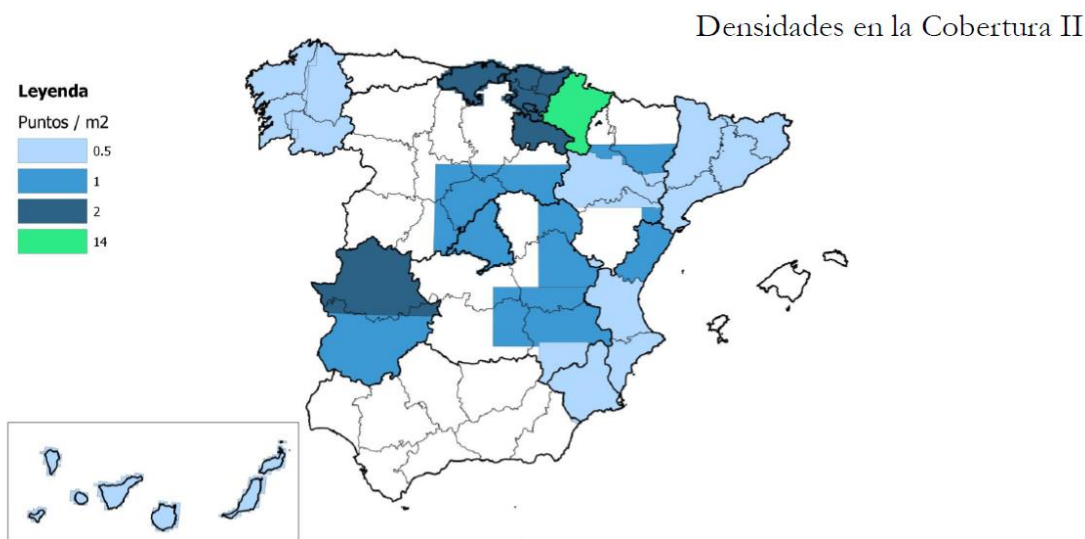 Densidades en la Cobertura II
Leyenda
Puntos / m2
0.5
1
2
14